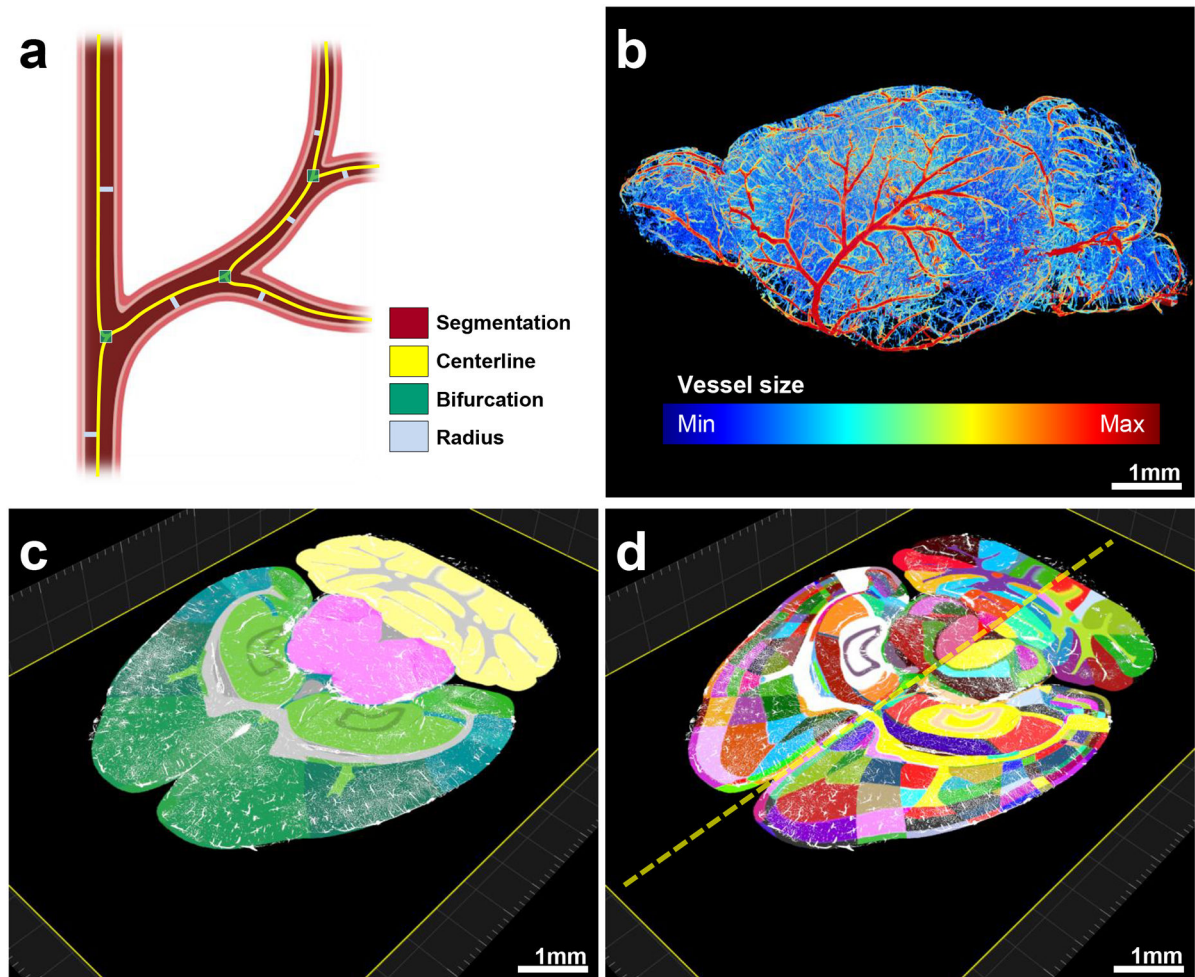 a
Segmentation
Centerline
Bifurcation
Radius
b
Vessel size
Min
Max
1mm
c
1mm
d
1mm